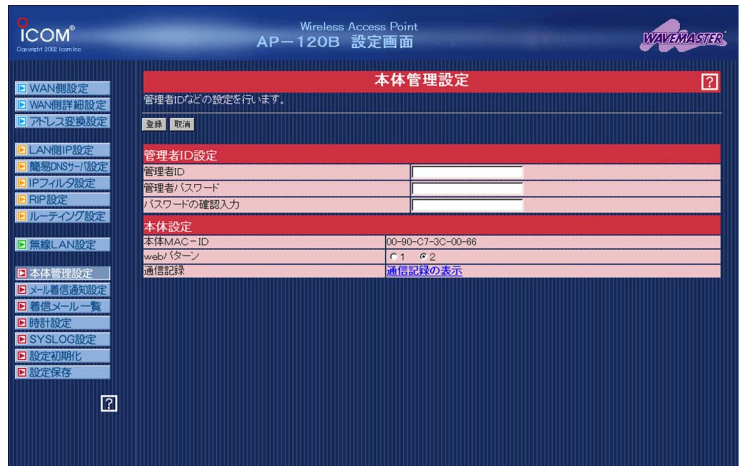 ICOM®
Copyright 2002 Icom Inc
Wireless Access Point
AP－120B 設定画面
WAVEMASTER
WAN側設定
WAN側詳細設定
アドレス変換設定
LAN側IP設定
簡易DNSサーバ設定
IPフィルタ設定
RIP設定
ルーティング設定
無線LAN設定
本体管理設定
メール着信通知設定
着信メール一覧
時計設定
SYSLOG設定
設定初期化
設定保存
?
本体管理設定 ?
管理者IDなどの設定を行います。
登録 取消
管理者ID設定
管理者ID
管理者パスワード
パスワードの確認入力
本体設定
本体MAC－ID 00-90-C7-3C-00-66
webパターン 1 2
通信記録 通信記録の表示